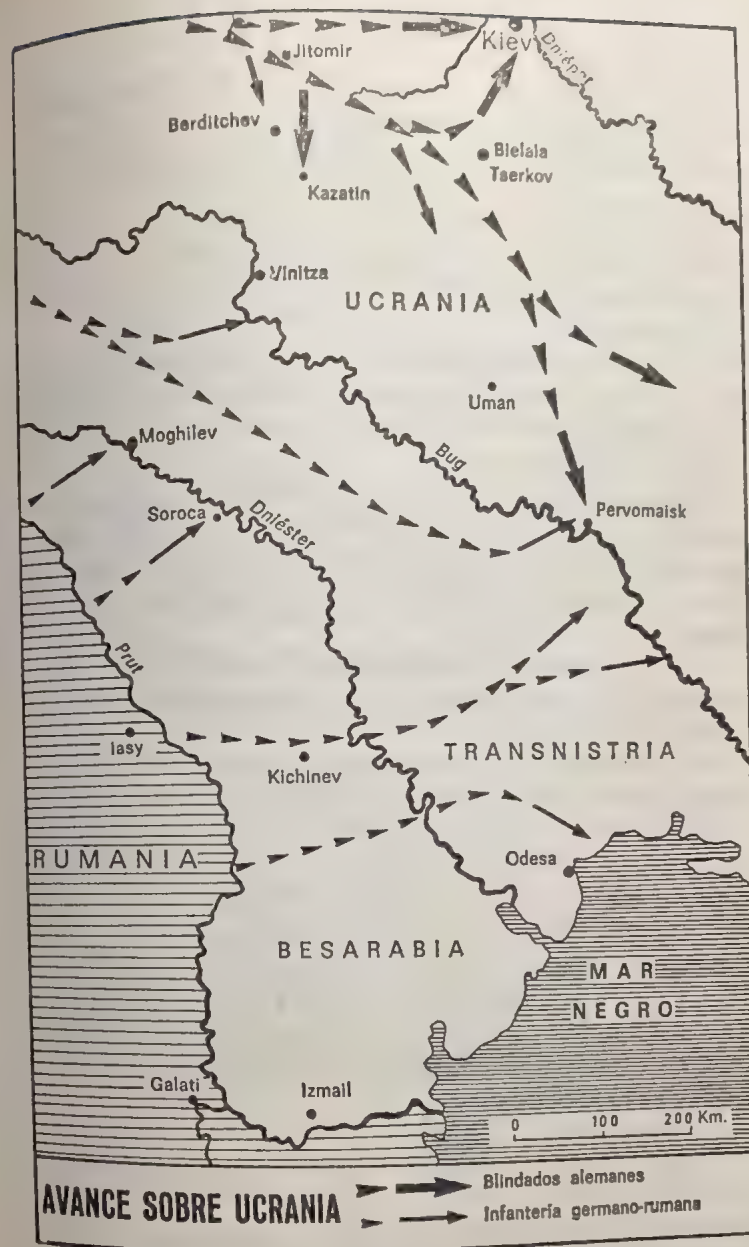 Kiev
Dniéper
Jitomir
Berditchev
Bielaia
Tserkov
Kazatin
Vinitza
UCRANIA
Uman
Moghilev
Bug
Pervomaisk
Soroca
Dniéster
Prut
Iasy
Kichinev
TRANSNISTRIA
RUMANIA
Odesa
BESARABIA
MAR
NEGRO
Galati
Izmail
0 100 200 Km.
AVANCE SOBRE UCRANIA
Blindados alemanes
Infantería germano-rumana